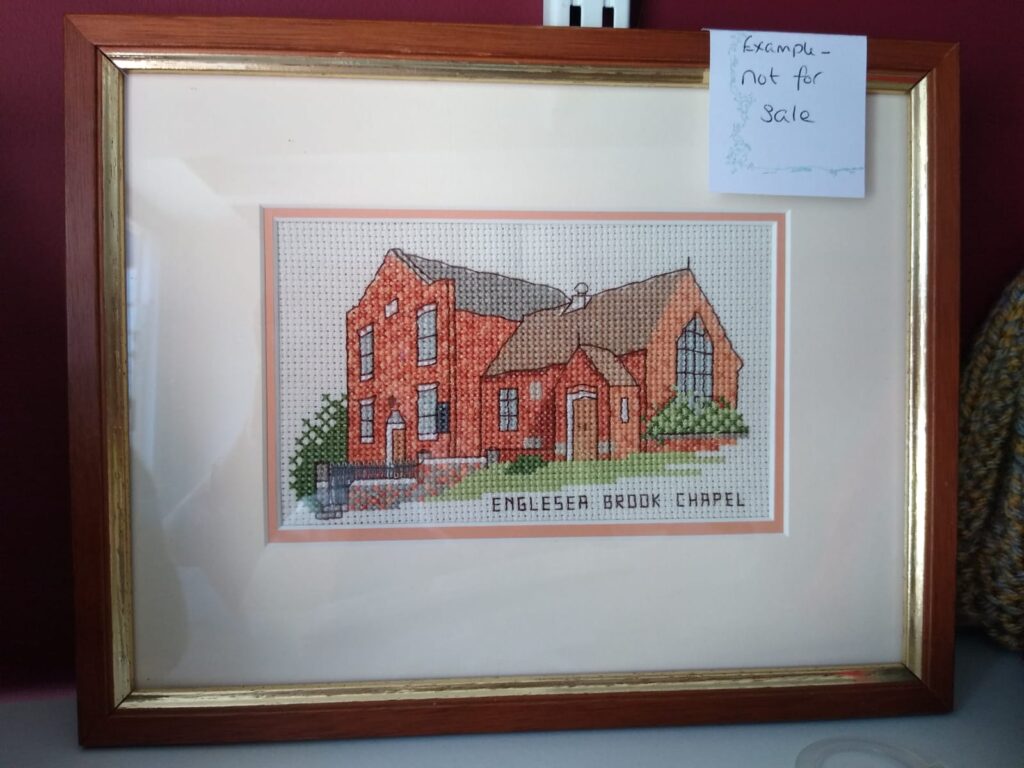 Example -
not for
sale
ENGLESEA BROOK CHAPEL